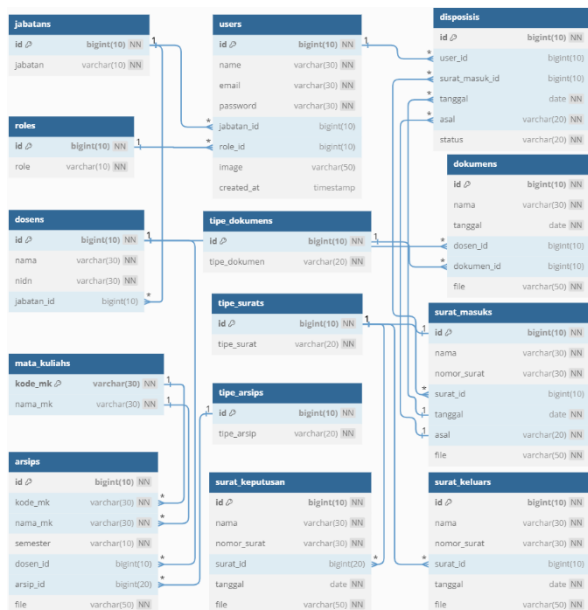 jabatans
id bigint(10) NN
jabatan varchar(10) NN
roles
id bigint(10) NN
role varchar(10) NN
dosens
id bigint(10) NN
nama varchar(30) NN
nidn varchar(30) NN
jabatan_id bigint(10)
mata_kuliahs
kode_mk varchar(30) NN
nama_mk varchar(30) NN
arsips
id bigint(10) NN
kode_mk varchar(30) NN
nama_mk varchar(30) NN
semester varchar(10) NN
dosen_id bigint(10)
arsip_id bigint(20)
file varchar(50) NN
users
id bigint(10) NN
name varchar(30) NN
email varchar(30) NN
password varchar(30) NN
jabatan_id bigint(10)
role_id bigint(10)
image varchar(50)
created_at timestamp
tipe_dokumens
id bigint(10) NN
tipe_dokumen varchar(20) NN
tipe_surats
id bigint(10) NN
tipe_surat varchar(20) NN
tipe_arsips
id bigint(10) NN
tipe_arsip varchar(20) NN
surat_keputusan
id bigint(10) NN
nama varchar(30) NN
nomor_surat varchar(30) NN
surat_id bigint(20)
tanggal date NN
file varchar(50) NN
disposisis
id bigint(10) NN
user_id bigint(10)
surat_masuk_id bigint(10)
tanggal date NN
asal varchar(20) NN
status varchar(20) NN
dokumens
id bigint(10) NN
nama varchar(30) NN
tanggal date NN
dosen_id bigint(10)
dokumen_id bigint(10)
file varchar(50) NN
surat_masuks
id bigint(10) NN
nama varchar(30) NN
nomor_surat varchar(30) NN
surat_id bigint(10)
tanggal date NN
asal varchar(20) NN
file varchar(50) NN
surat_keluars
id bigint(10) NN
nama varchar(30) NN
nomor_surat varchar(30) NN
surat_id bigint(10)
tanggal date NN
file varchar(50) NN